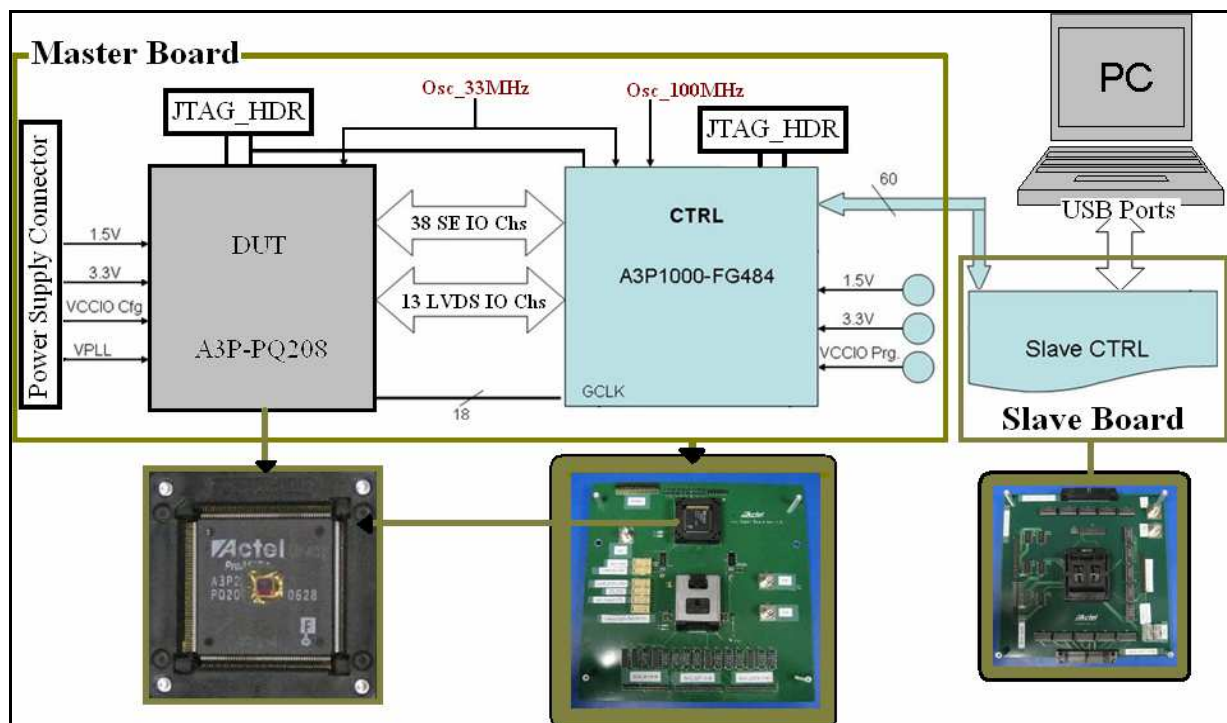 Master Board
Osc_33MHz
Osc_100MHz
PC
JTAG_HDR
JTAG_HDR
Power Supply Connector
60
USB Ports
38 SE IO Chs
CTRL
DUT
1.5V
A3P1000-FG484
1.5V
3.3V
13 LVDS IO Chs
3.3V
VCCIO Cfg
A3P-PQ208
VCCIO Prg.
VPLL
Slave CTRL
18
GCLK
Slave Board
Actel
0628
F
Actel
Actel